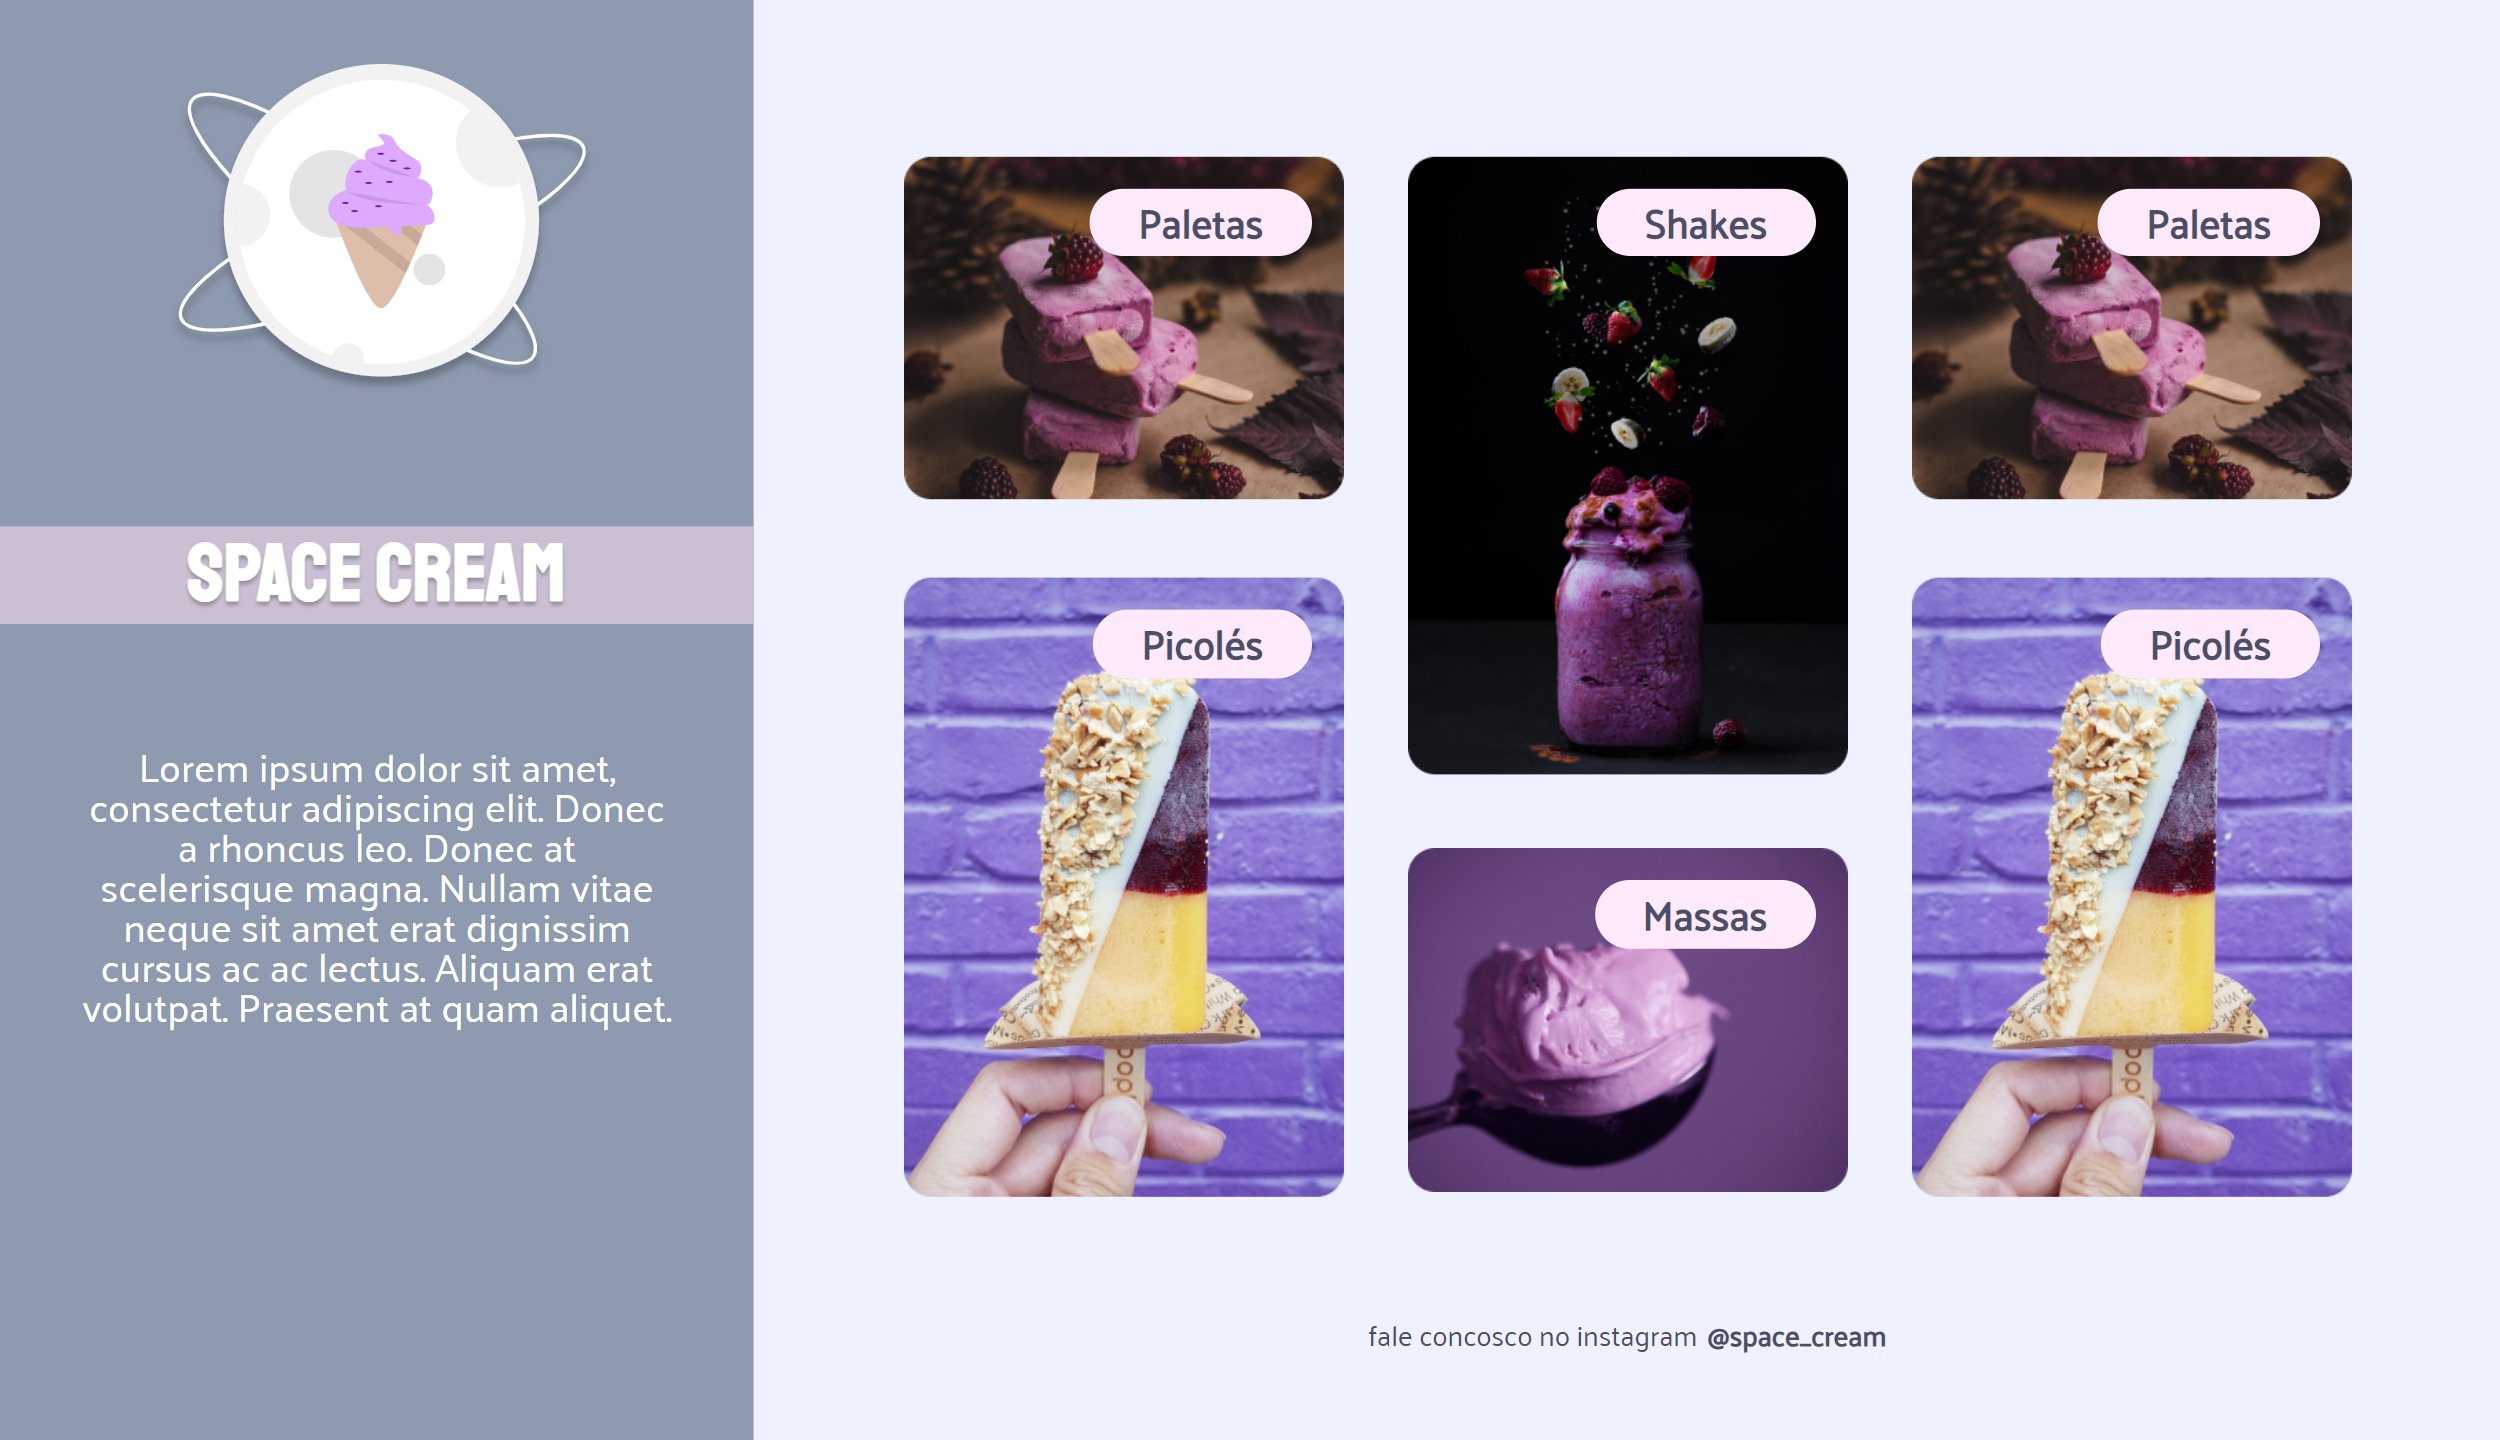 SPACE CREAM
Lorem ipsum dolor sit amet,
consectetur adipiscing elit. Donec
a rhoncus leo. Donec at
scelerisque magna. Nullam vitae
neque sit amet erat dignissim
cursus ac ac lectus. Aliquam erat
volutpat. Praesent at quam aliquet.
Paletas
Shakes
Paletas
Picolés
Picolés
Massas
fale concosco no instagram @space_cream